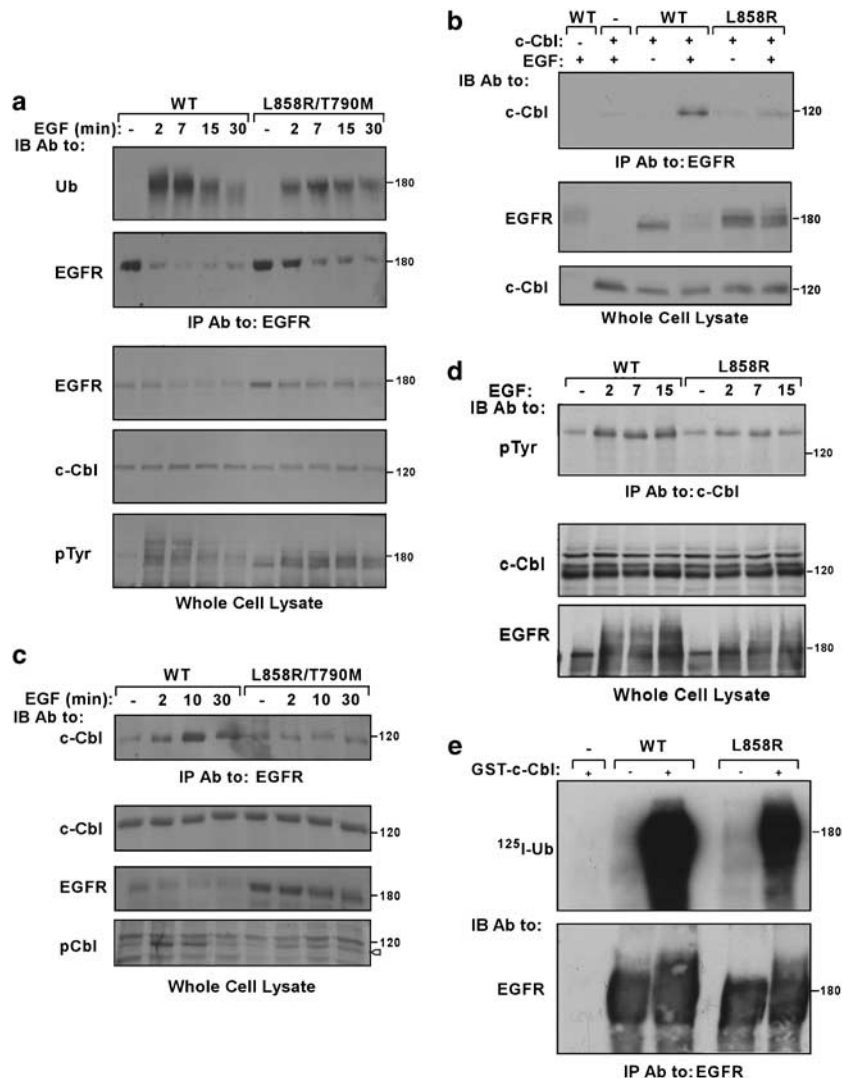 a
WT L858R/T790M
EGF (min): - 2 7 15 30 - 2 7 15 30
IB Ab to:
Ub
180
EGFR
180
IP Ab to: EGFR
EGFR
180
c-Cbl
120
pTyr
180
Whole Cell Lysate
b
WT - WT L858R
c-Cbl: - + + + + +
EGF: + + - + - +
IB Ab to:
c-Cbl
120
IP Ab to: EGFR
EGFR
180
c-Cbl
120
Whole Cell Lysate
c
WT L858R/T790M
EGF (min): - 2 10 30 - 2 10 30
IB Ab to:
c-Cbl
120
IP Ab to: EGFR
c-Cbl
120
EGFR
180
pCbl
120
Whole Cell Lysate
d
WT L858R
EGF: - 2 7 15 - 2 7 15
IB Ab to:
pTyr
120
IP Ab to: c-Cbl
c-Cbl
120
EGFR
180
Whole Cell Lysate
e
- WT L858R
GST-c-Cbl: + - + - +
125I-Ub
180
IB Ab to:
EGFR
180
IP Ab to: EGFR